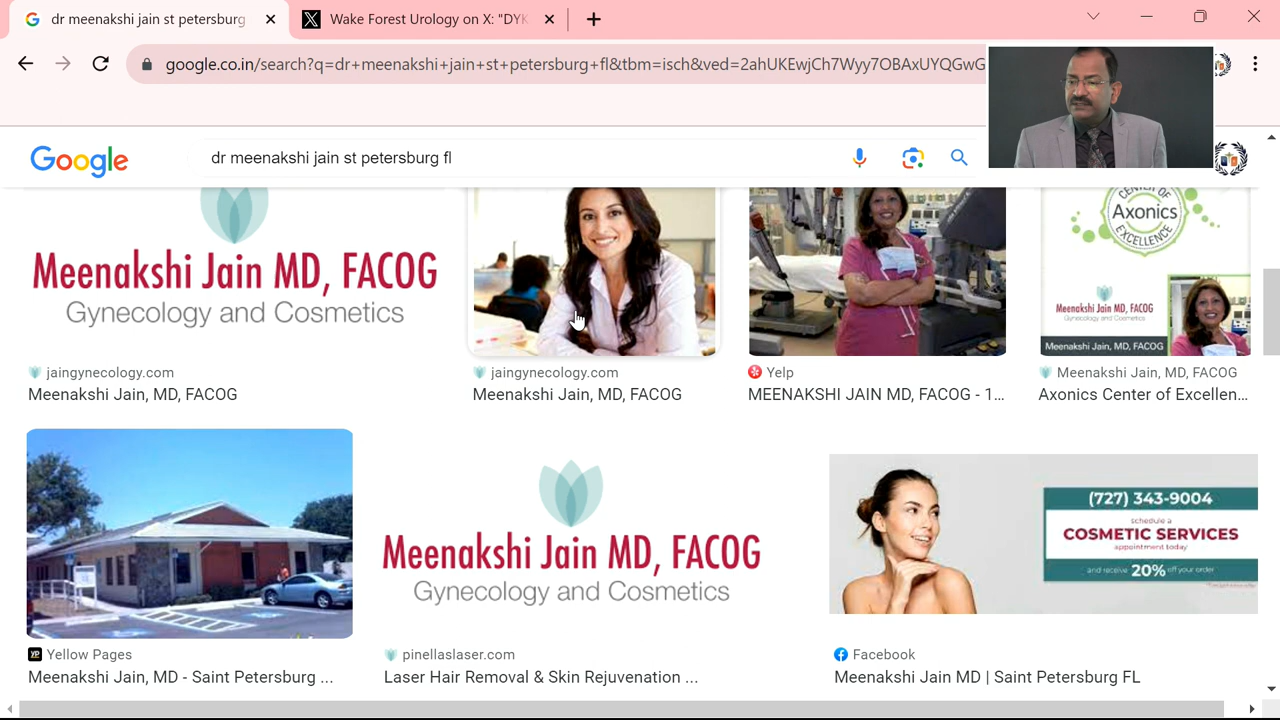 dr meenakshi jain st petersburg
Wake Forest Urology on X: "DYK
google.co.in/search?q=dr+meenakshi+jain+st+petersburg+fl&tbm=isch&ved=2ahUKEwjCh7Wyy7OBAxUYQGwG
Google
dr meenakshi jain st petersburg fl
Meenakshi Jain MD, FACOG
Gynecology and Cosmetics
jaingynecology.com
Meenakshi Jain, MD, FACOG
jaingynecology.com
Meenakshi Jain, MD, FACOG
Yelp
MEENAKSHI JAIN MD, FACOG - 1...
CENTER OF
Axonics
EXCELLENCE
Meenakshi Jain MD, FACOG
Gynecology and Cosmetics
Meenakshi Jain, MD, FACOG
Meenakshi Jain, MD, FACOG
Axonics Center of Excellen...
YP
Yellow Pages
Meenakshi Jain, MD - Saint Petersburg ...
Meenakshi Jain MD, FACOG
Gynecology and Cosmetics
pinellaslaser.com
Laser Hair Removal & Skin Rejuvenation ...
(727) 343-9004
schedule a
COSMETIC SERVICES
appointment today
and receive 20% off your order
Facebook
Meenakshi Jain MD | Saint Petersburg FL